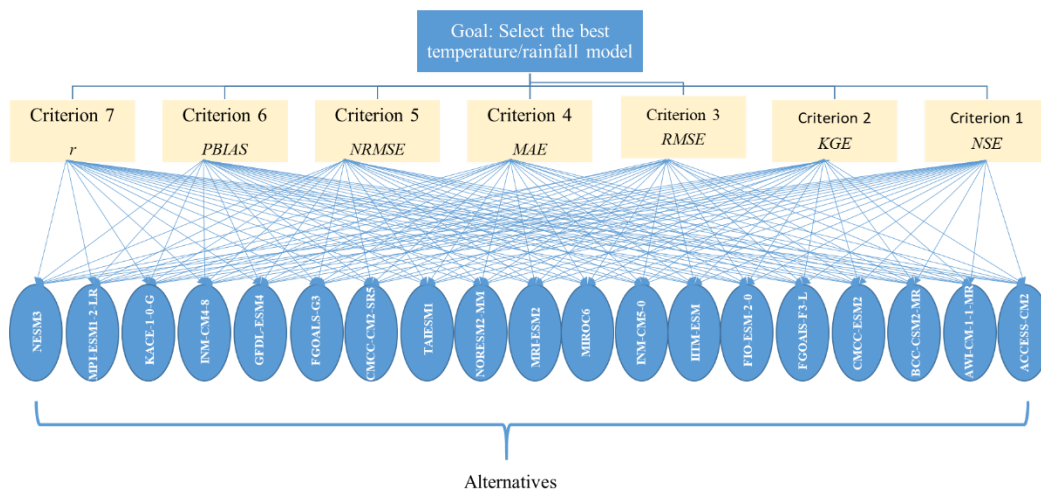 Goal: Select the best
temperature/rainfall model
Criterion 7
r
Criterion 6
PBIAS
Criterion 5
NRMSE
Criterion 4
MAE
Criterion 3
RMSE
Criterion 2
KGE
Criterion 1
NSE
NESM3
MPI-ESM1-2-LR
KACE-1-0-G
INM-CM4-8
GFDL-ESM4
FGOALS-G3
CMCC-CM2-SR5
TAIESM1
NORESM2-MM
MRI-ESM2
MIROC6
INM-CM5-0
IITM-ESM
FIO-ESML-2-0
FGOAIS-F3-L
CMCC-ESM2
BCC-CSM2-MR
AWI-CM-1-1-MR
ACCESS-CM2
Alternatives